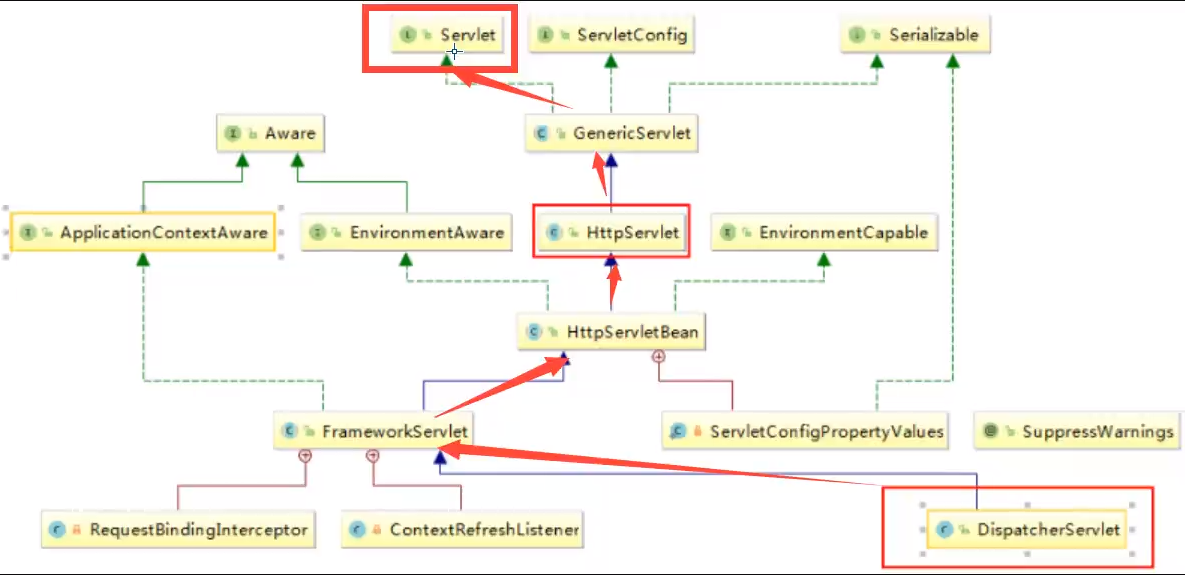 Servlet
ServletConfig
Serializable
Aware
GenericServlet
ApplicationContextAware
EnvironmentAware
HttpServlet
EnvironmentCapable
HttpServletBean
FrameworkServlet
ServletConfigPropertyValues
SuppressWarnings
RequestBindingInterceptor
ContextRefreshListener
DispatcherServlet